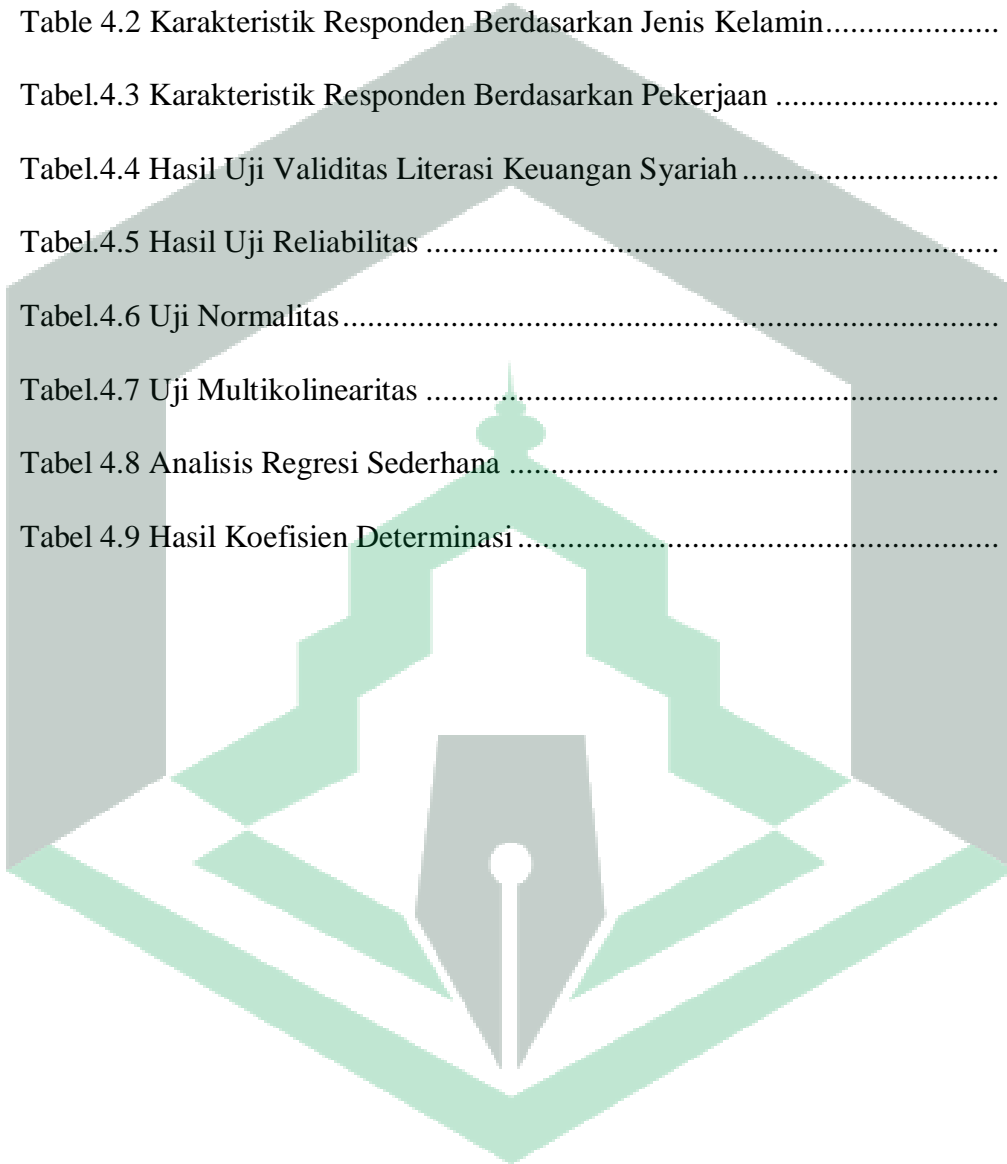 Table 4.2 Karakteristik Responden Berdasarkan Jenis Kelamin....................
Tabel.4.3 Karakteristik Responden Berdasarkan Pekerjaan ..........................
Tabel.4.4 Hasil Uji Validitas Literasi Keuangan Syariah..............................
Tabel.4.5 Hasil Uji Reliabilitas ...................................................................
Tabel.4.6 Uji Normalitas.............................................................................
Tabel.4.7 Uji Multikolinearitas ...................................................................
Tabel 4.8 Analisis Regresi Sederhana .........................................................
Tabel 4.9 Hasil Koefisien Determinasi........................................................